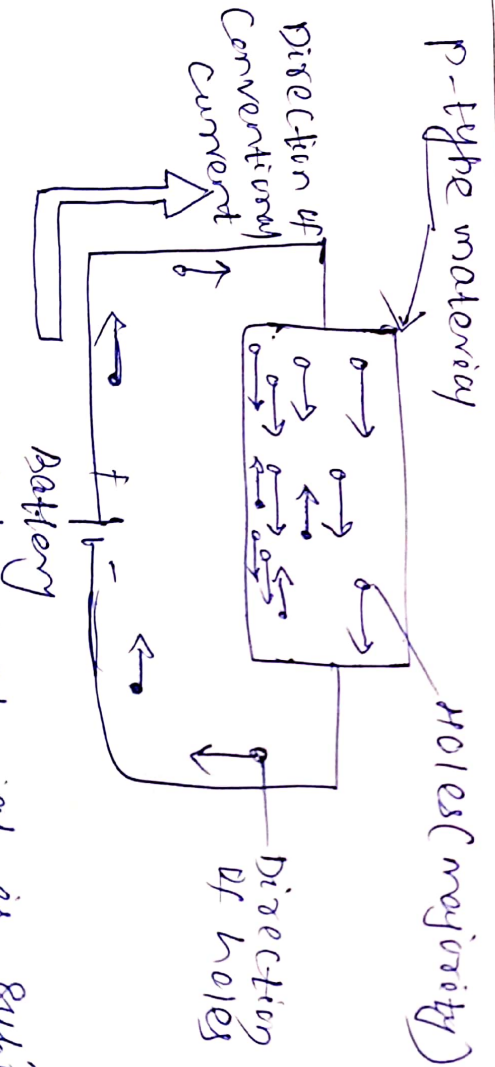 P-type material
Holes (majority)
Direction of
Conventional
current
+
-
Battery
Direction
of holes